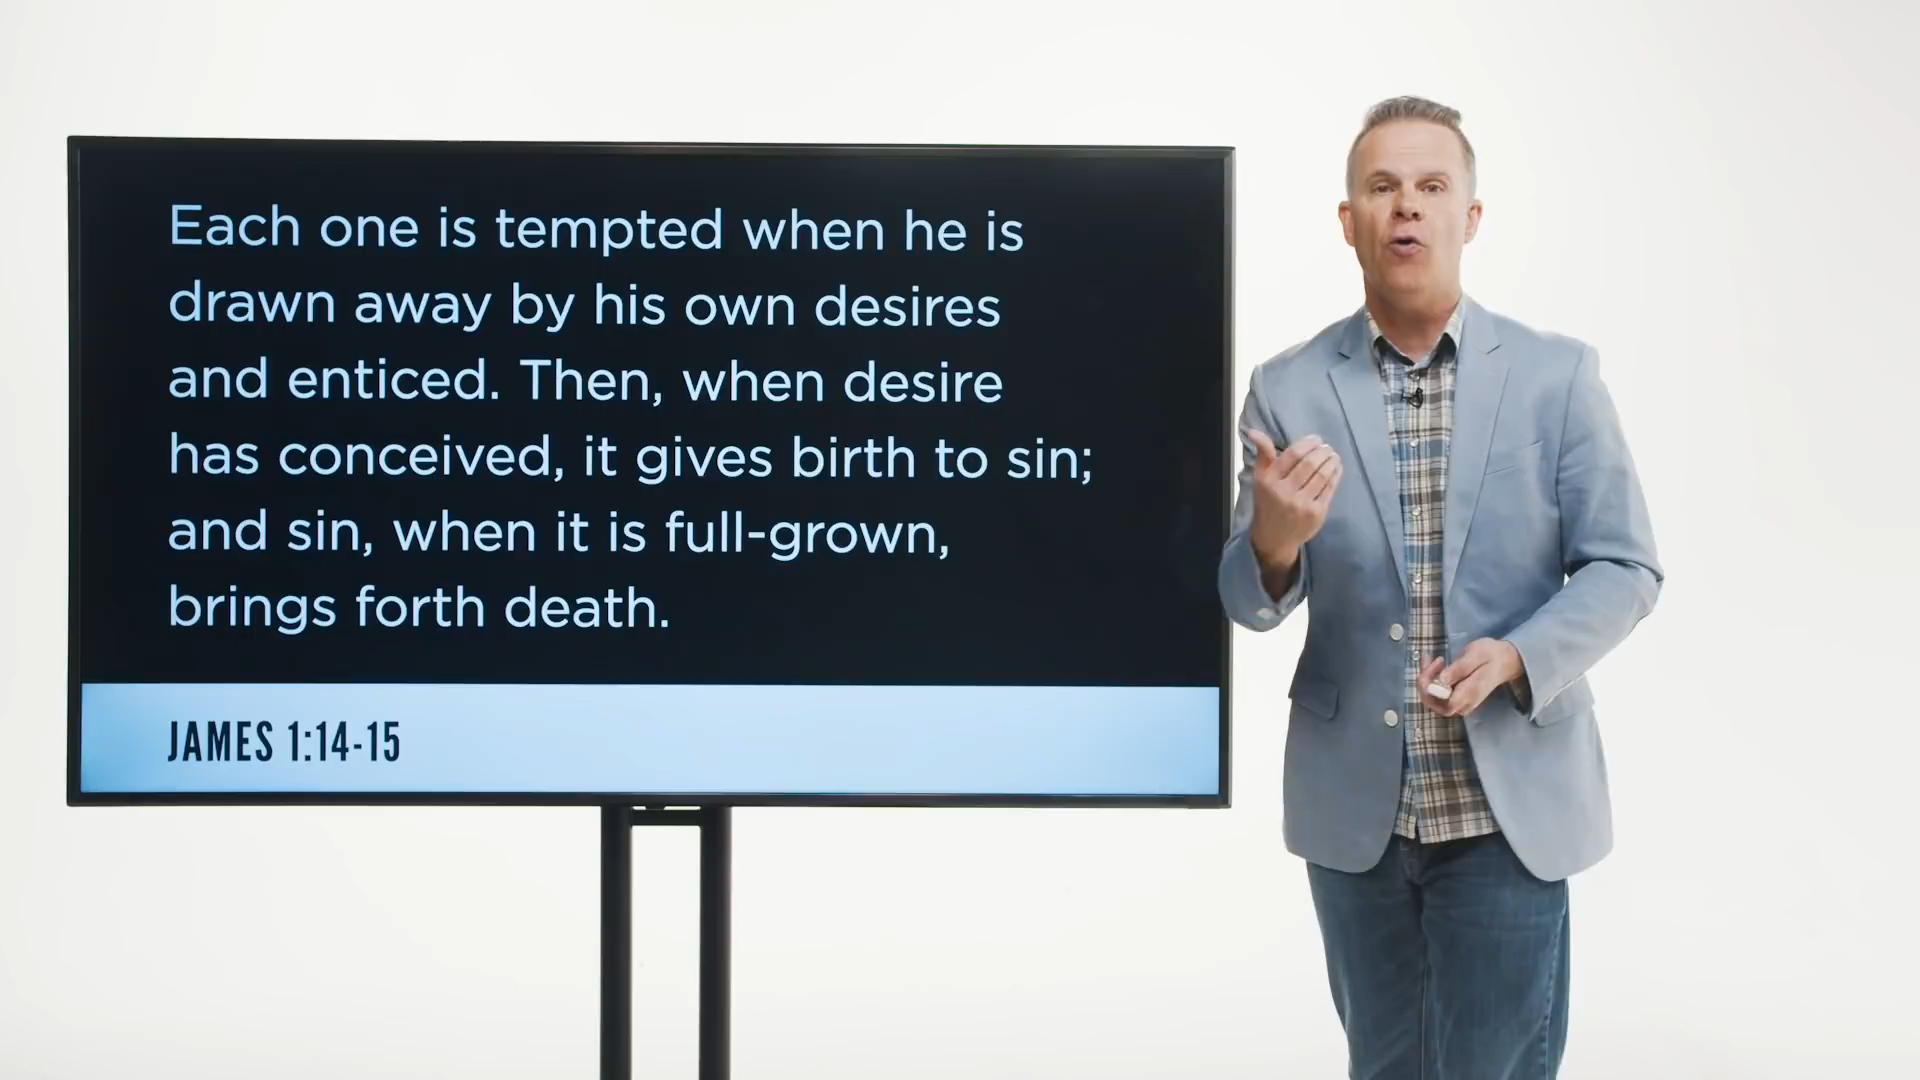 Each one is tempted when he is
drawn away by his own desires
and enticed. Then, when desire
has conceived, it gives birth to sin;
and sin, when it is full-grown,
brings forth death.
JAMES 1:14-15